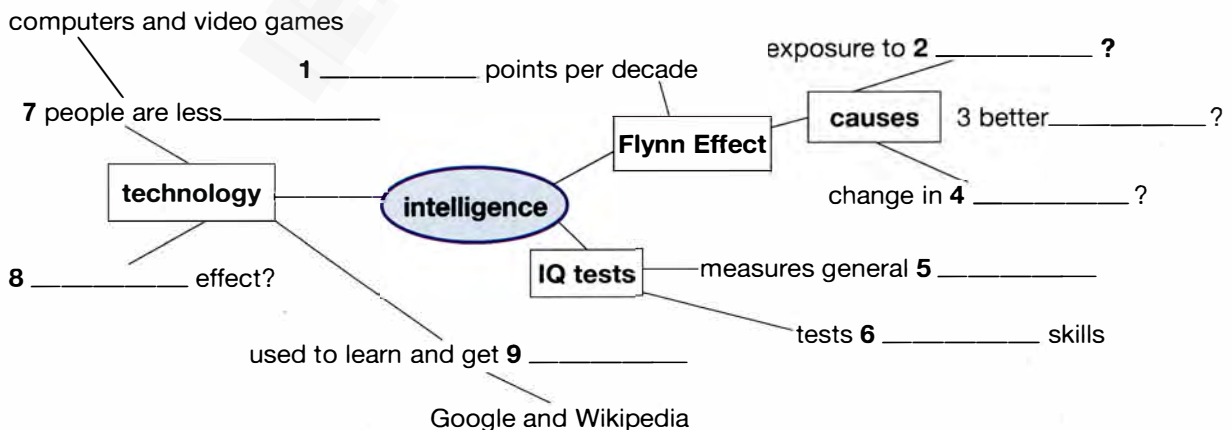 computers and video games
exposure to 2 __________ ?
1 __________ points per decade
7 people are less__________
causes
3 better__________?
Flynn Effect
technology
change in 4 __________?
intelligence
IQ tests
measures general 5 __________
8 __________ effect?
tests 6 __________ skills
used to learn and get 9 __________
Google and Wikipedia